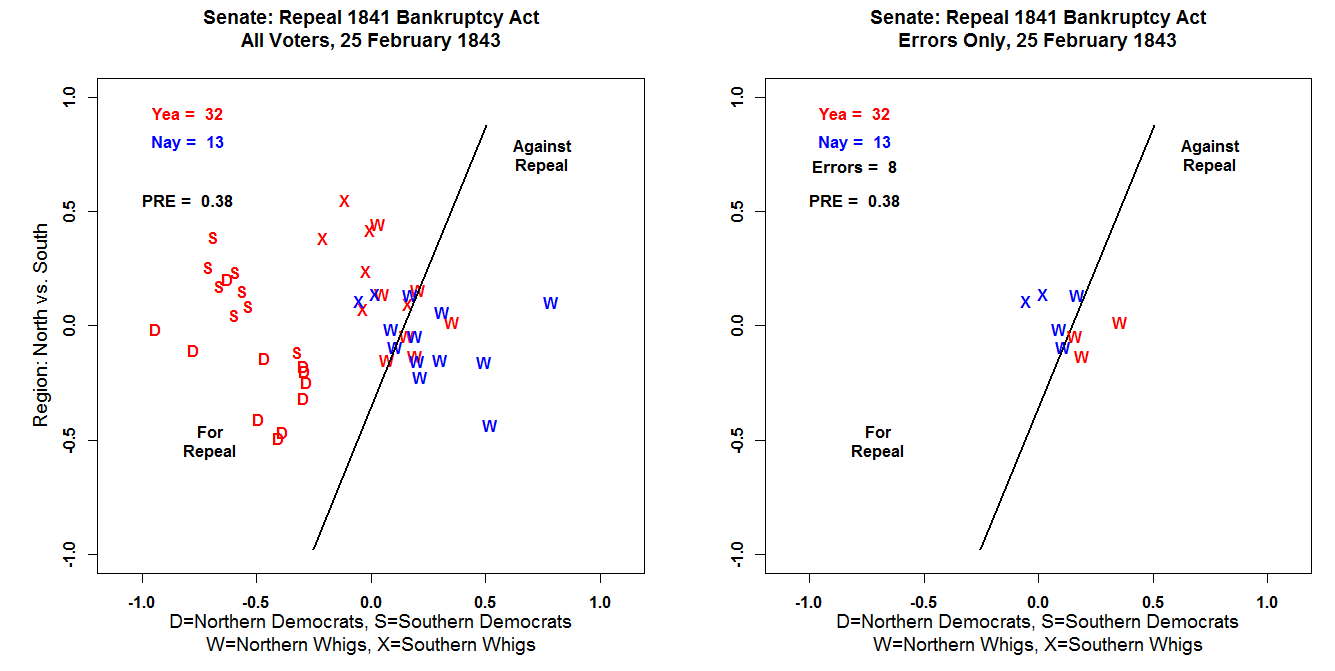 Senate: Repeal 1841 Bankruptcy Act
All Voters, 25 February 1843
Yea = 32
Nay = 13
PRE = 0.38
Against
Repeal
For
Repeal
Region: North vs. South
1.0
0.5
0.0
-0.5
-1.0
X
W
X
X
S
S
S
D
S
S
S
S
X
X
X
W
X
W
W
X
W
W
W
D
D
D
S
D
D
D
D
D
D
D
W
W
W
W
W
W
W
W
W
W
W
W
-1.0 -0.5 0.0 0.5 1.0
D=Northern Democrats, S=Southern Democrats
W=Northern Whigs, X=Southern Whigs
Senate: Repeal 1841 Bankruptcy Act
Errors Only, 25 February 1843
Yea = 32
Nay = 13
Errors = 8
PRE = 0.38
Against
Repeal
For
Repeal
1.0
0.5
0.0
-0.5
-1.0
X
X
W
W
W
W
W
W
-1.0 -0.5 0.0 0.5 1.0
D=Northern Democrats, S=Southern Democrats
W=Northern Whigs, X=Southern Whigs